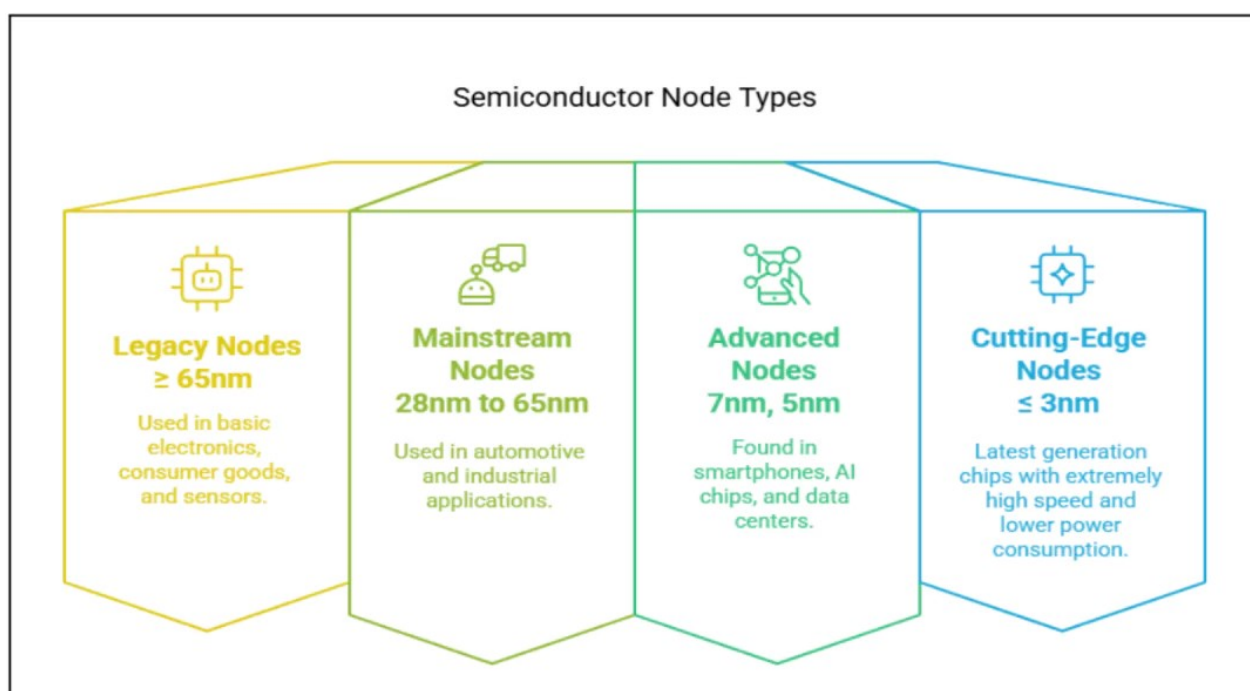 Semiconductor Node Types
Legacy Nodes
≥ 65nm
Used in basic
electronics,
consumer goods,
and sensors.
Mainstream
Nodes
28nm to 65nm
Used in automotive
and industrial
applications.
Advanced
Nodes
7nm, 5nm
Found in
smartphones, AI
chips, and data
centers.
Cutting-Edge
Nodes
≤ 3nm
Latest generation
chips with extremely
high speed and
lower power
consumption.